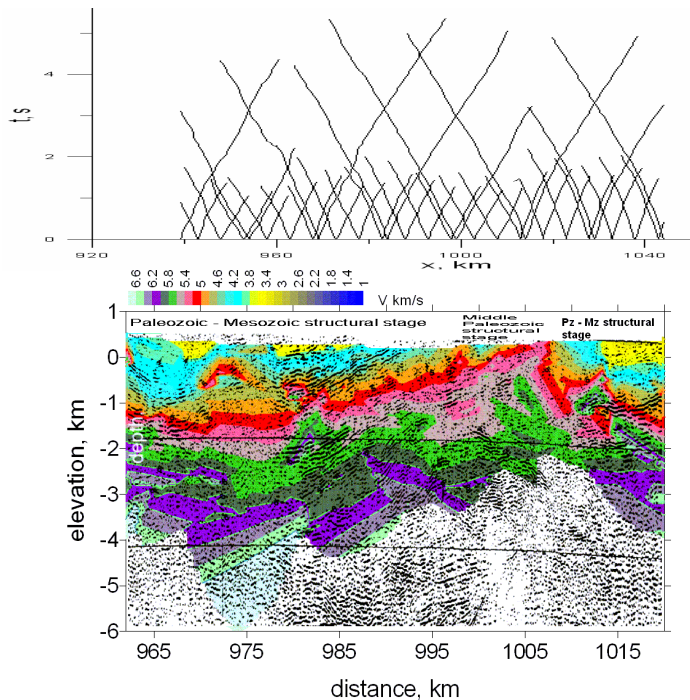 t,s
4
2
0
920 960 1000 1040
x, km
6.6 6.2 5.8 5.4 5 4.6 4.2 3.8 3.4 3 2.6 2.2 1.8 1.4 1
V km/s
Paleozoic - Mesozoic structural stage
Middle
Paleozoic
structural
stage
Pz - Mz structural
stage
elevation, km
1
0
-1
-2
-3
-4
-5
-6
depth
965 975 985 995 1005 1015
distance, km